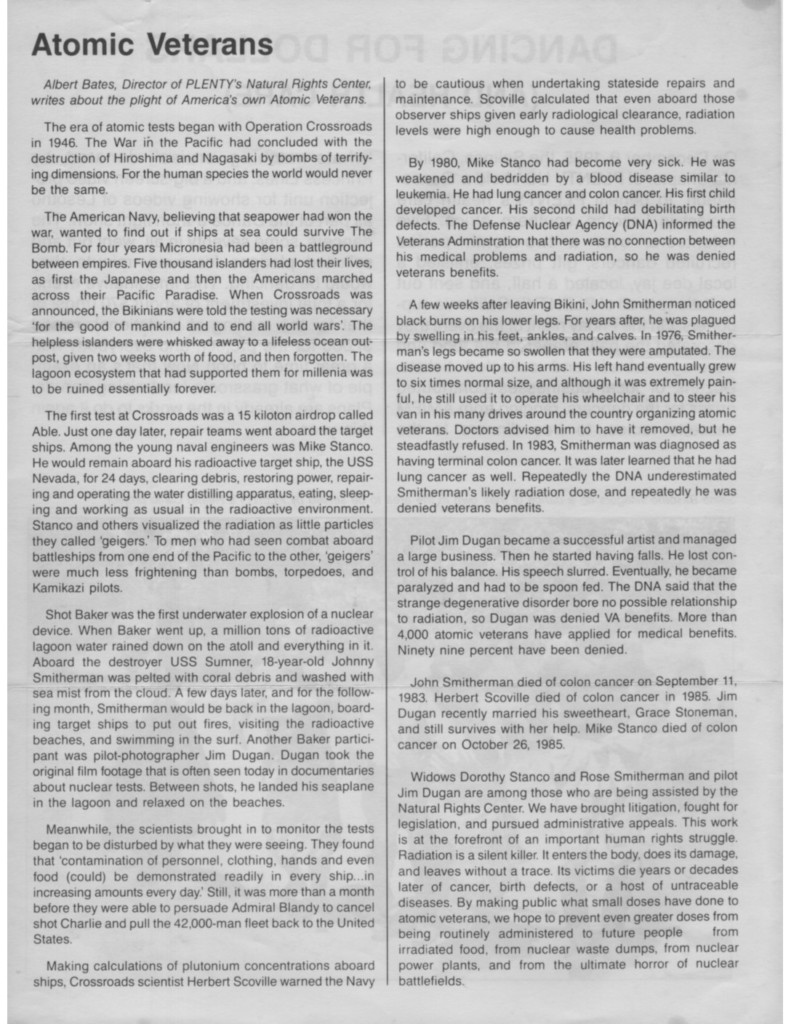 Atomic Veterans
Albert Bates, Director of PLENTY's Natural Rights Center,
writes about the plight of America's own Atomic Veterans.
The era of atomic tests began with Operation Crossroads
in 1946. The War in the Pacific had concluded with the
destruction of Hiroshima and Nagasaki by bombs of terrify-
ing dimensions. For the human species the world would never
be the same.
The American Navy, believing that seapower had won the
war, wanted to find out if ships at sea could survive The
Bomb. For four years Micronesia had been a battleground
between empires. Five thousand islanders had lost their lives,
as first the Japanese and then the Americans marched
across their Pacific Paradise. When Crossroads was
announced, the Bikinians were told the testing was necessary
'for the good of mankind and to end all world wars'. The
helpless islanders were whisked away to a lifeless ocean out-
post, given two weeks worth of food, and then forgotten. The
lagoon ecosystem that had supported them for millenia was
to be ruined essentially forever.
The first test at Crossroads was a 15 kiloton airdrop called
Able. Just one day later, repair teams went aboard the target
ships. Among the young naval engineers was Mike Stanco.
He would remain aboard his radioactive target ship, the USS
Nevada, for 24 days, clearing debris, restoring power, repair-
ing and operating the water distilling apparatus, eating, sleep-
ing and working as usual in the radioactive environment.
Stanco and others visualized the radiation as little particles
they called 'geigers.' To men who had seen combat aboard
battleships from one end of the Pacific to the other, 'geigers'
were much less frightening than bombs, torpedoes, and
Kamikazi pilots.
Shot Baker was the first underwater explosion of a nuclear
device. When Baker went up, a million tons of radioactive
lagoon water rained down on the atoll and everything in it.
Aboard the destroyer USS Sumner, 18-year-old Johnny
Smitherman was pelted with coral debris and washed with
sea mist from the cloud. A few days later, and for the follow-
ing month, Smitherman would be back in the lagoon, board-
ing target ships to put out fires, visiting the radioactive
beaches, and swimming in the surf. Another Baker partici-
pant was pilot-photographer Jim Dugan. Dugan took the
original film footage that is often seen today in documentaries
about nuclear tests. Between shots, he landed his seaplane
in the lagoon and relaxed on the beaches.
Meanwhile, the scientists brought in to monitor the tests
began to be disturbed by what they were seeing. They found
that 'contamination of personnel, clothing, hands and even
food (could) be demonstrated readily in every ship...in
increasing amounts every day.' Still, it was more than a month
before they were able to persuade Admiral Blandy to cancel
shot Charlie and pull the 42,000-man fleet back to the United
States.
Making calculations of plutonium concentrations aboard
ships, Crossroads scientist Herbert Scoville warned the Navy
to be cautious when undertaking stateside repairs and
maintenance. Scoville calculated that even aboard those
observer ships given early radiological clearance, radiation
levels were high enough to cause health problems.
By 1980, Mike Stanco had become very sick. He was
weakened and bedridden by a blood disease similar to
leukemia. He had lung cancer and colon cancer. His first child
developed cancer. His second child had debilitating birth
defects. The Defense Nuclear Agency (DNA) informed the
Veterans Adminstration that there was no connection between
his medical problems and radiation, so he was denied
veterans benefits.
A few weeks after leaving Bikini, John Smitherman noticed
black burns on his lower legs. For years after, he was plagued
by swelling in his feet, ankles, and calves. In 1976, Smither-
man's legs became so swollen that they were amputated. The
disease moved up to his arms. His left hand eventually grew
to six times normal size, and although it was extremely pain-
ful, he still used it to operate his wheelchair and to steer his
van in his many drives around the country organizing atomic
veterans. Doctors advised him to have it removed, but he
steadfastly refused. In 1983, Smitherman was diagnosed as
having terminal colon cancer. It was later learned that he had
lung cancer as well. Repeatedly the DNA underestimated
Smitherman's likely radiation dose, and repeatedly he was
denied veterans benefits.
Pilot Jim Dugan became a successful artist and managed
a large business. Then he started having falls. He lost con-
trol of his balance. His speech slurred. Eventually, he became
paralyzed and had to be spoon fed. The DNA said that the
strange degenerative disorder bore no possible relationship
to radiation, so Dugan was denied VA benefits. More than
4,000 atomic veterans have applied for medical benefits.
Ninety nine percent have been denied.
John Smitherman died of colon cancer on September 11,
1983. Herbert Scoville died of colon cancer in 1985. Jim
Dugan recently married his sweetheart, Grace Stoneman,
and still survives with her help. Mike Stanco died of colon
cancer on October 26, 1985.
Widows Dorothy Stanco and Rose Smitherman and pilot
Jim Dugan are among those who are being assisted by the
Natural Rights Center. We have brought litigation, fought for
legislation, and pursued administrative appeals. This work
is at the forefront of an important human rights struggle.
Radiation is a silent killer. It enters the body, does its damage,
and leaves without a trace. Its victims die years or decades
later of cancer, birth defects, or a host of untraceable
diseases. By making public what small doses have done to
atomic veterans, we hope to prevent even greater doses from
being routinely administered to future people from
irradiated food, from nuclear waste dumps, from nuclear
power plants, and from the ultimate horror of nuclear
battlefields.